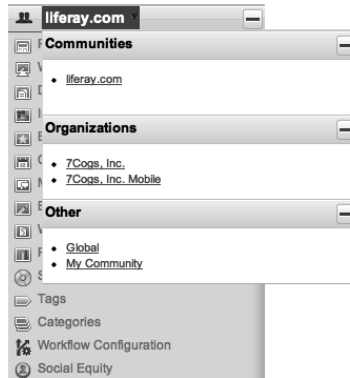 liferay.com
Communities
liferay.com
Organizations
7Cogs, Inc.
7Cogs, Inc. Mobile
Other
Global
My Community
Tags
Categories
Workflow Configuration
Social Equity